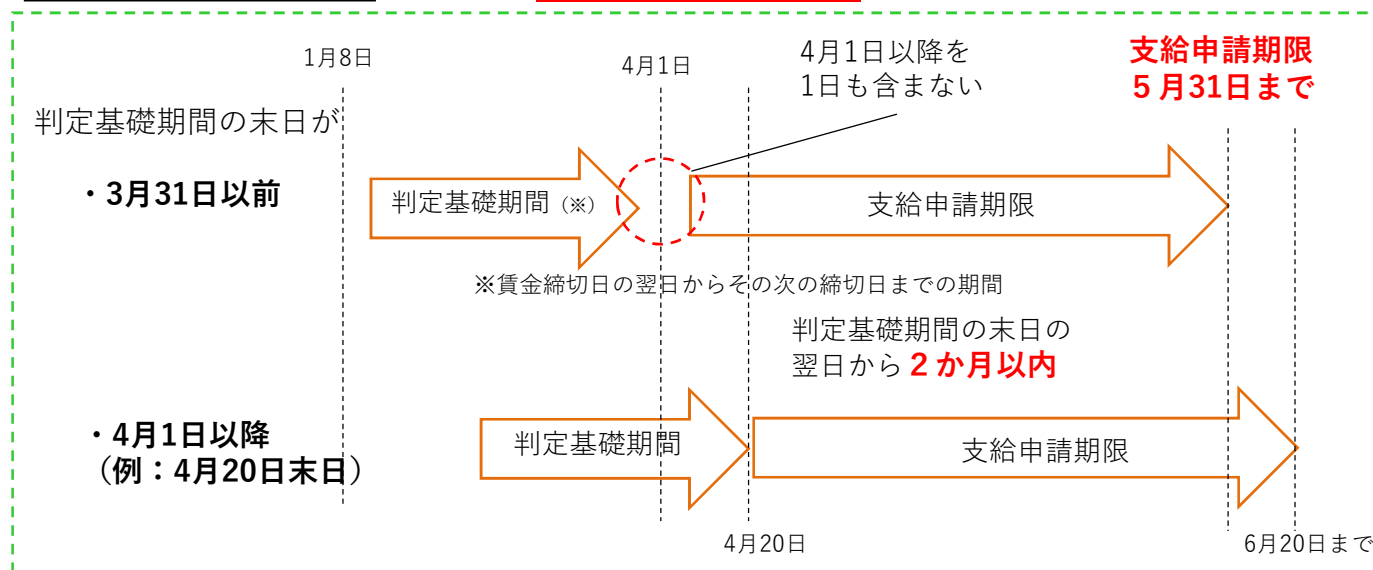 1月8日
4月1日
4月1日以降を
1日も含まない
支給申請期限
５月31日まで
判定基礎期間の末日が
・3月31日以前
判定基礎期間（※）
支給申請期限
※賃金締切日の翌日からその次の締切日までの期間
判定基礎期間の末日の
翌日から２か月以内
・4月1日以降
（例：4月20日末日）
判定基礎期間
支給申請期限
4月20日
6月20日まで